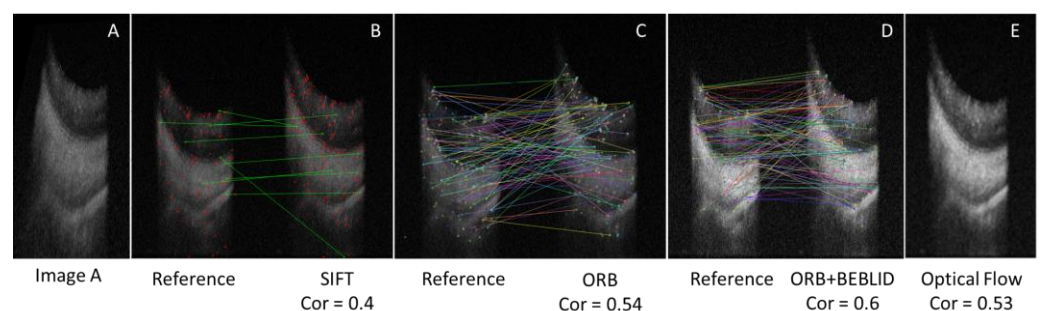 A
B
C
D
E
Image A
Reference
SIFT
Cor = 0.4
Reference
ORB
Cor = 0.54
Reference
ORB+BEBLID
Cor = 0.6
Optical Flow
Cor = 0.53